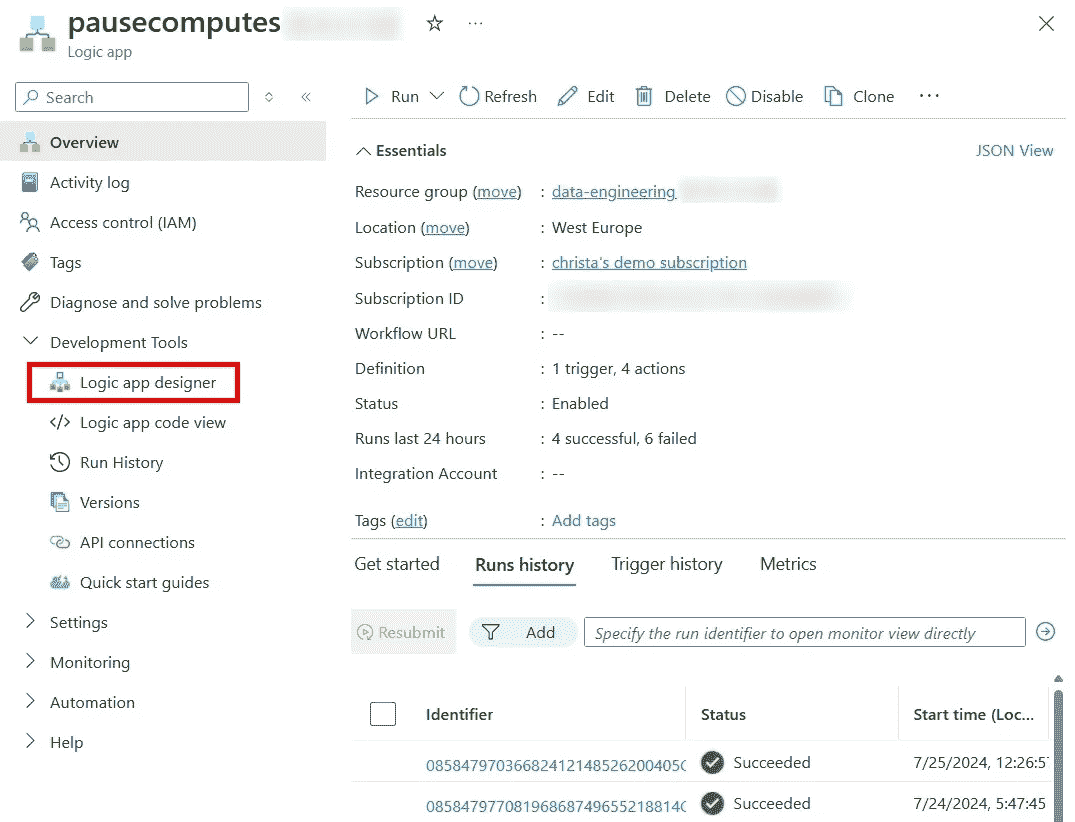 pausecomputes
Logic app
Search
Overview
Activity log
Access control (IAM)
Tags
Diagnose and solve problems
Development Tools
Logic app designer
Logic app code view
Run History
Versions
API connections
Quick start guides
Settings
Monitoring
Automation
Help
Run Refresh Edit Delete Disable Clone ...
Essentials JSON View
Resource group (move) : data-engineering
Location (move) : West Europe
Subscription (move) : christa's demo subscription
Subscription ID :
Workflow URL : --
Definition : 1 trigger, 4 actions
Status : Enabled
Runs last 24 hours : 4 successful, 6 failed
Integration Account : --
Tags (edit) : Add tags
Get started Runs history Trigger history Metrics
Resubmit Add Specify the run identifier to open monitor view directly
Identifier Status Start time (Loc...
08584797036682412148526200405C Succeeded 7/25/2024, 12:26:5
08584797708196868749655218814C Succeeded 7/24/2024, 5:47:45